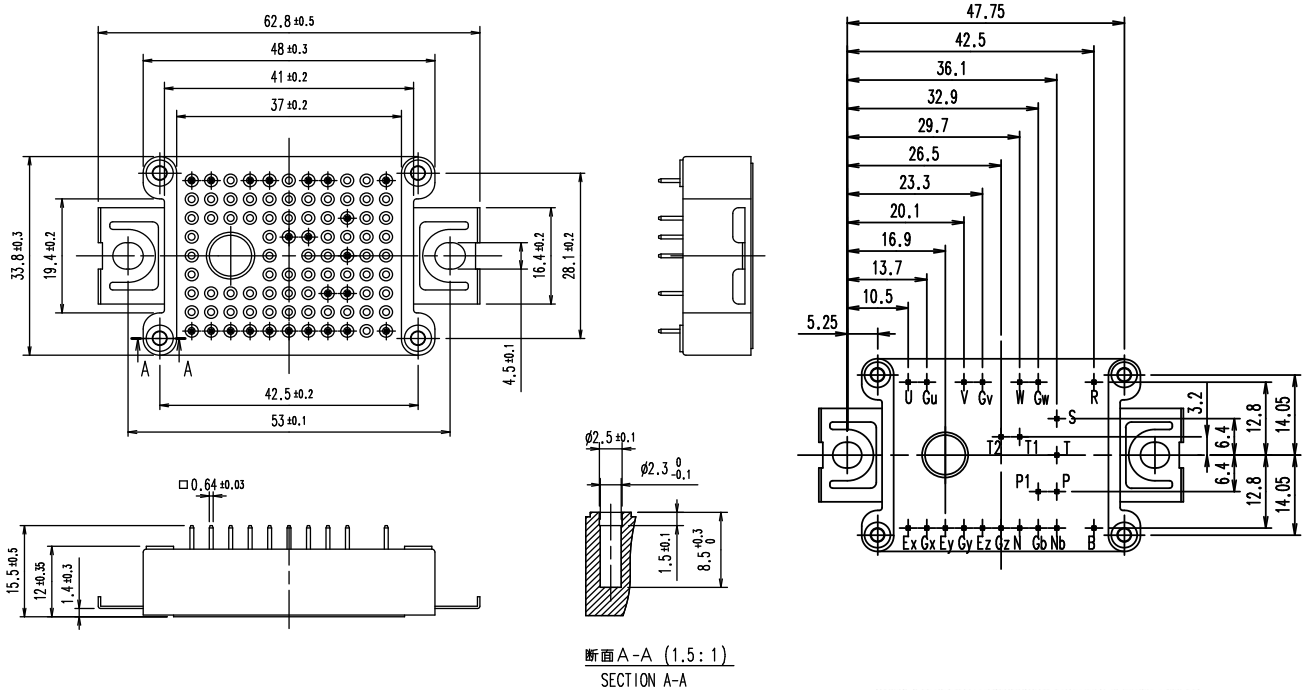 62.8 ±0.5
48 ±0.3
41 ±0.2
37 ±0.2
33.8 ±0.3
19.4 ±0.2
16.4 ±0.2
28.1 ±0.2
4.5 ±0.1
A A
42.5 ±0.2
53 ±0.1
□ 0.64 ±0.03
15.5 ±0.5
12 ±0.35
1.4 ±0.3
ø2.5 ±0.1
ø2.3 0 -0.1
1.5 ±0.1
8.5 +0.3 0
断面 A-A (1.5:1)
SECTION A-A
47.75
42.5
36.1
32.9
29.7
26.5
23.3
20.1
16.9
13.7
10.5
5.25
U Gu V Gv W Gw R
S
T2 T1 T
P1 P
Ex Gx Ey Gy Ez Gz N Gb Nb B
3.2
6.4
6.4
12.8
12.8
14.05
14.05